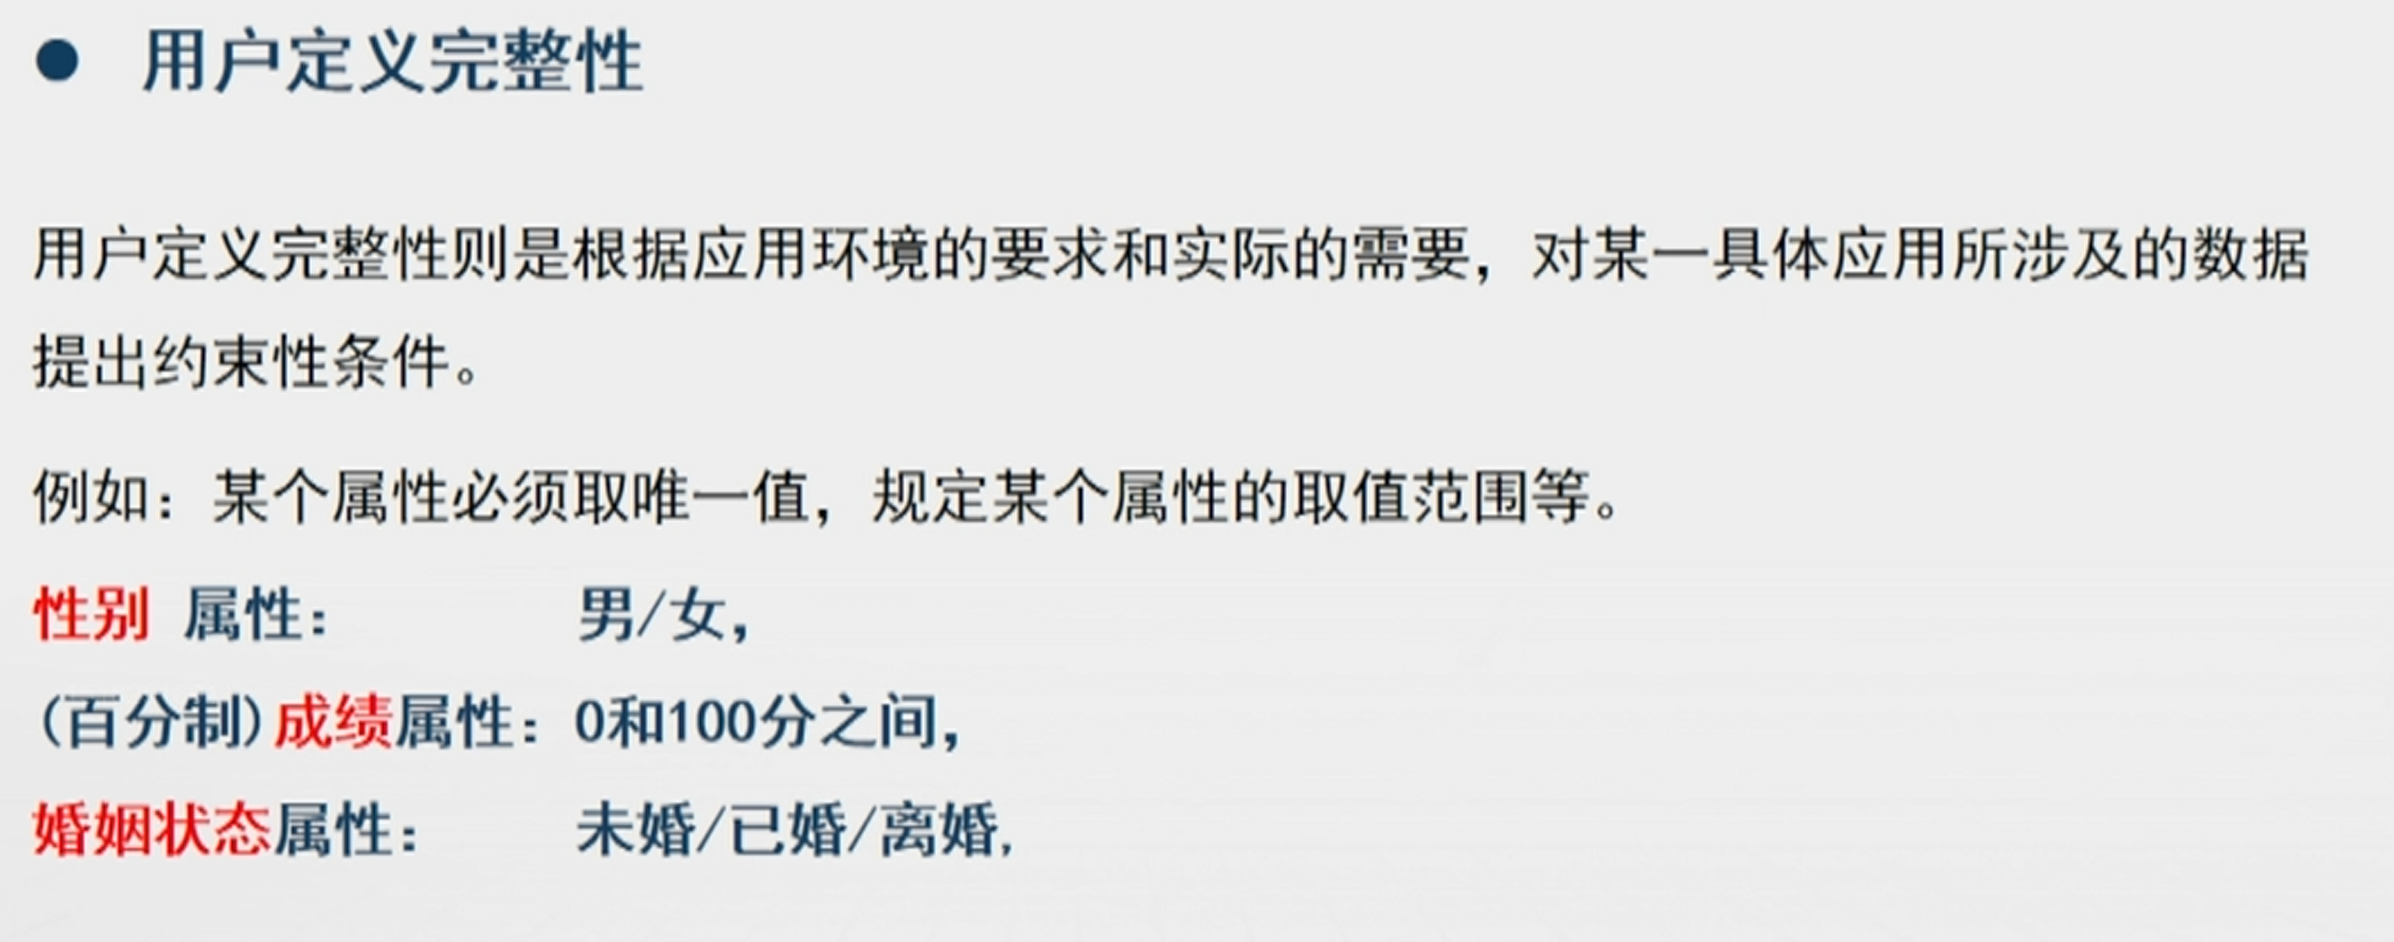 ● 用户定义完整性
用户定义完整性则是根据应用环境的要求和实际的需要，对某一具体应用所涉及的数据
提出约束性条件。
例如：某个属性必须取唯一值，规定某个属性的取值范围等。
性别 属性： 男/女，
(百分制)成绩属性：0和100分之间，
婚姻状态属性： 未婚/已婚/离婚，